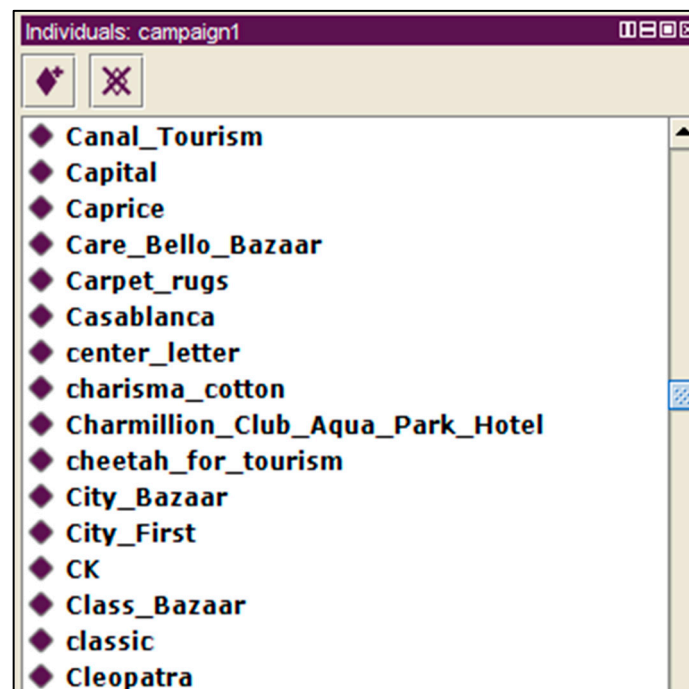 Individuals: campaign1
Canal_Tourism
Capital
Caprice
Care_Bello_Bazaar
Carpet_rugs
Casablanca
center_letter
charisma_cotton
Charmillion_Club_Aqua_Park_Hotel
cheetah_for_tourism
City_Bazaar
City_First
CK
Class_Bazaar
classic
Cleopatra